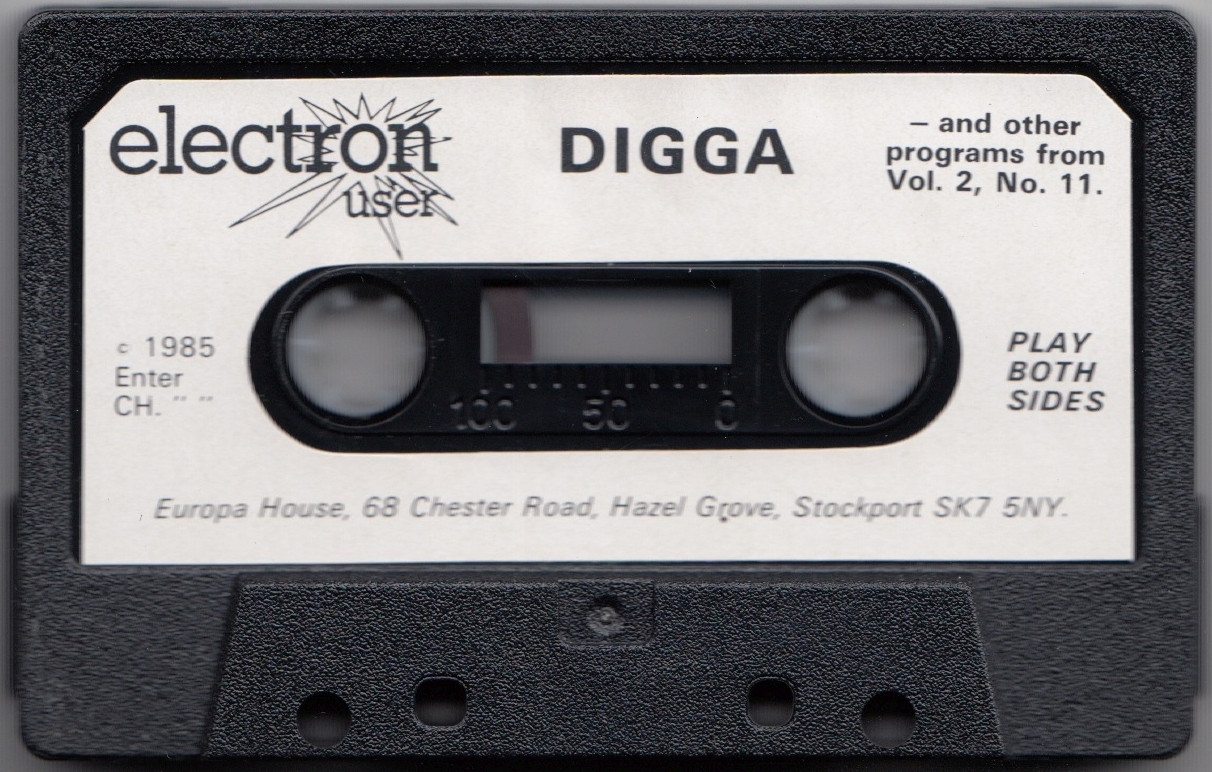 electron
user
DIGGA
– and other
programs from
Vol. 2, No. 11.
© 1985
Enter
CH. " "
100 50 0
PLAY
BOTH
SIDES
Europa House, 68 Chester Road, Hazel Grove, Stockport SK7 5NY.